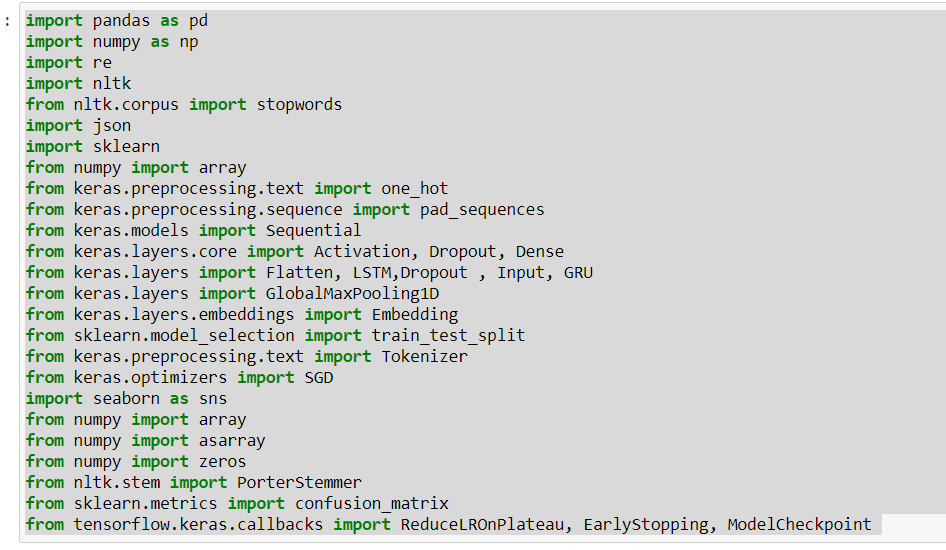 :
import pandas as pd
import numpy as np
import re
import nltk
from nltk.corpus import stopwords
import json
import sklearn
from numpy import array
from keras.preprocessing.text import one_hot
from keras.preprocessing.sequence import pad_sequences
from keras.models import Sequential
from keras.layers.core import Activation, Dropout, Dense
from keras.layers import Flatten, LSTM,Dropout , Input, GRU
from keras.layers import GlobalMaxPooling1D
from keras.layers.embeddings import Embedding
from sklearn.model_selection import train_test_split
from keras.preprocessing.text import Tokenizer
from keras.optimizers import SGD
import seaborn as sns
from numpy import array
from numpy import asarray
from numpy import zeros
from nltk.stem import PorterStemmer
from sklearn.metrics import confusion_matrix
from tensorflow.keras.callbacks import ReduceLROnPlateau, EarlyStopping, ModelCheckpoint